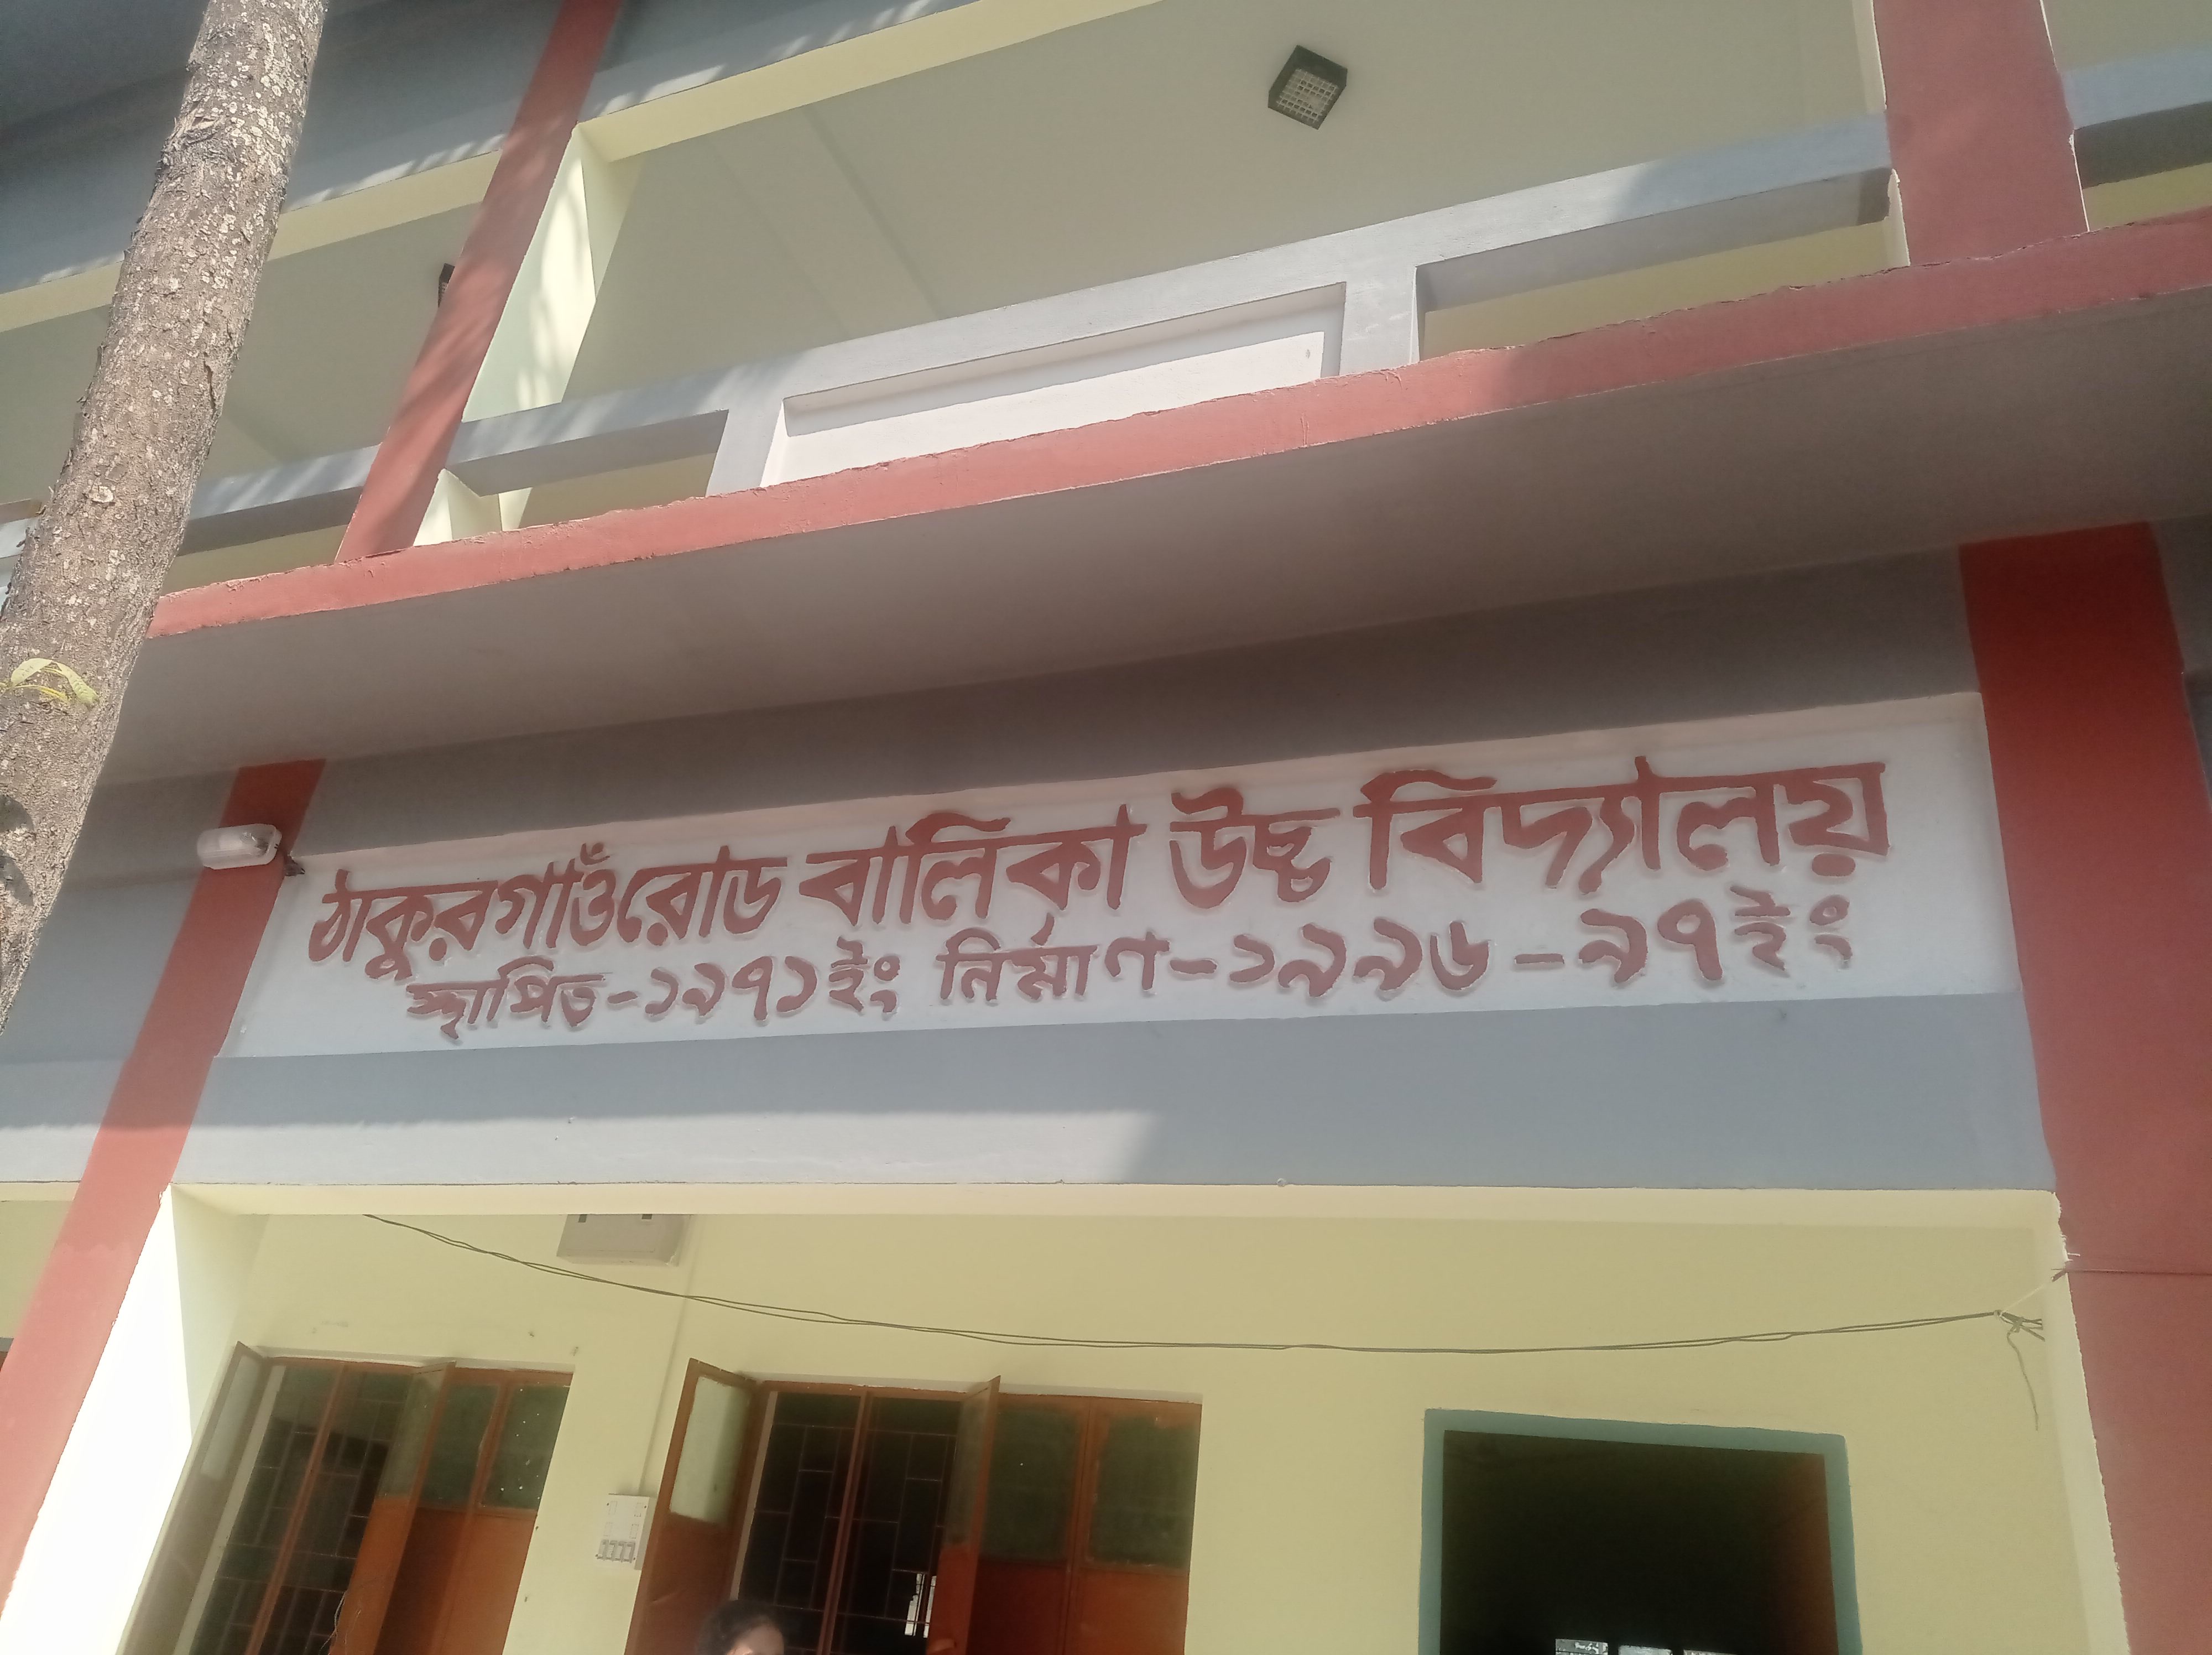 ঠাকুরগাঁওরোড বালিকা উচ্চ বিদ্যালয়
স্থাপিত-১৯৭১ইং নির্মাণ-১৯৯৬-৯৭ইং